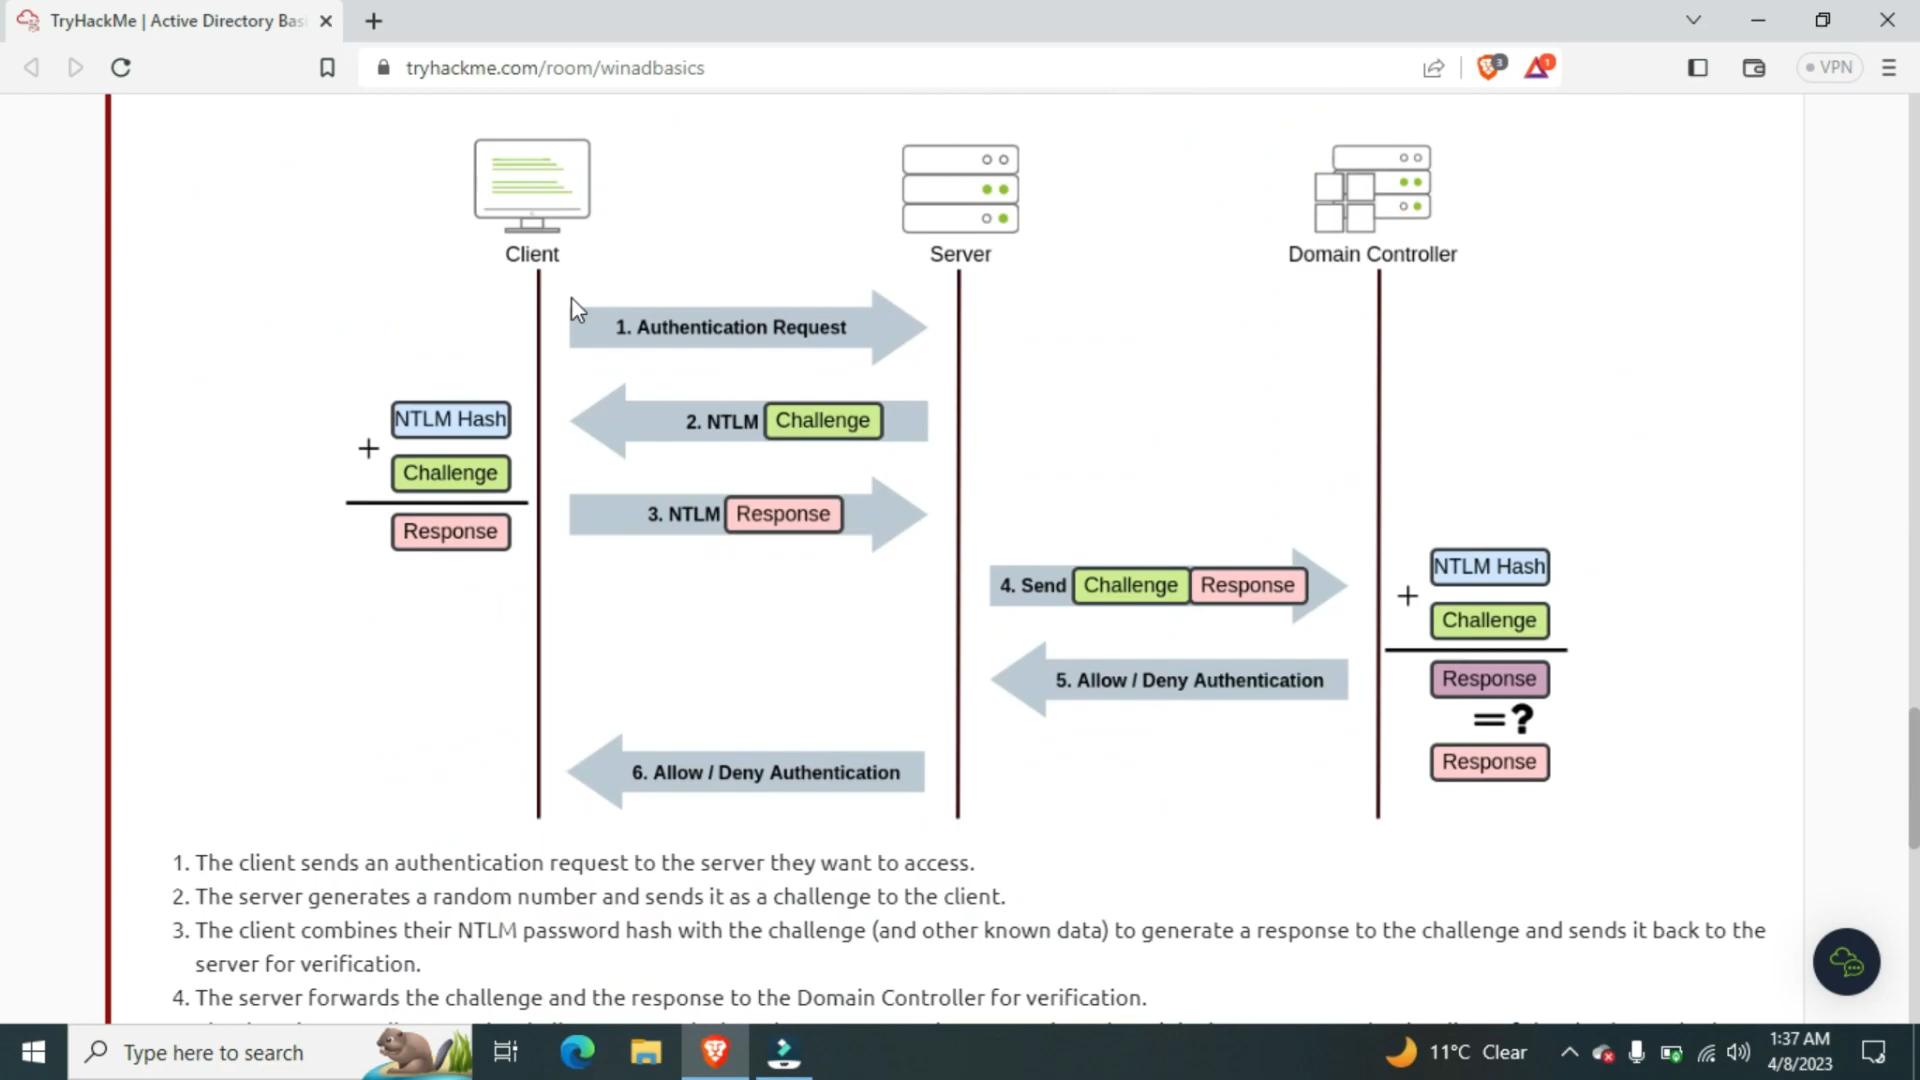 TryHackMe | Active Directory Bas
tryhackme.com/room/winadbasics
3
1
VPN
Client
Server
Domain Controller
1. Authentication Request
NTLM Hash
2. NTLM Challenge
+
Challenge
3. NTLM Response
Response
NTLM Hash
4. Send Challenge Response
+
Challenge
5. Allow / Deny Authentication
Response
=?
6. Allow / Deny Authentication
Response
1. The client sends an authentication request to the server they want to access.
2. The server generates a random number and sends it as a challenge to the client.
3. The client combines their NTLM password hash with the challenge (and other known data) to generate a response to the challenge and sends it back to the
server for verification.
4. The server forwards the challenge and the response to the Domain Controller for verification.
Type here to search
11°C Clear
1:37 AM
4/8/2023